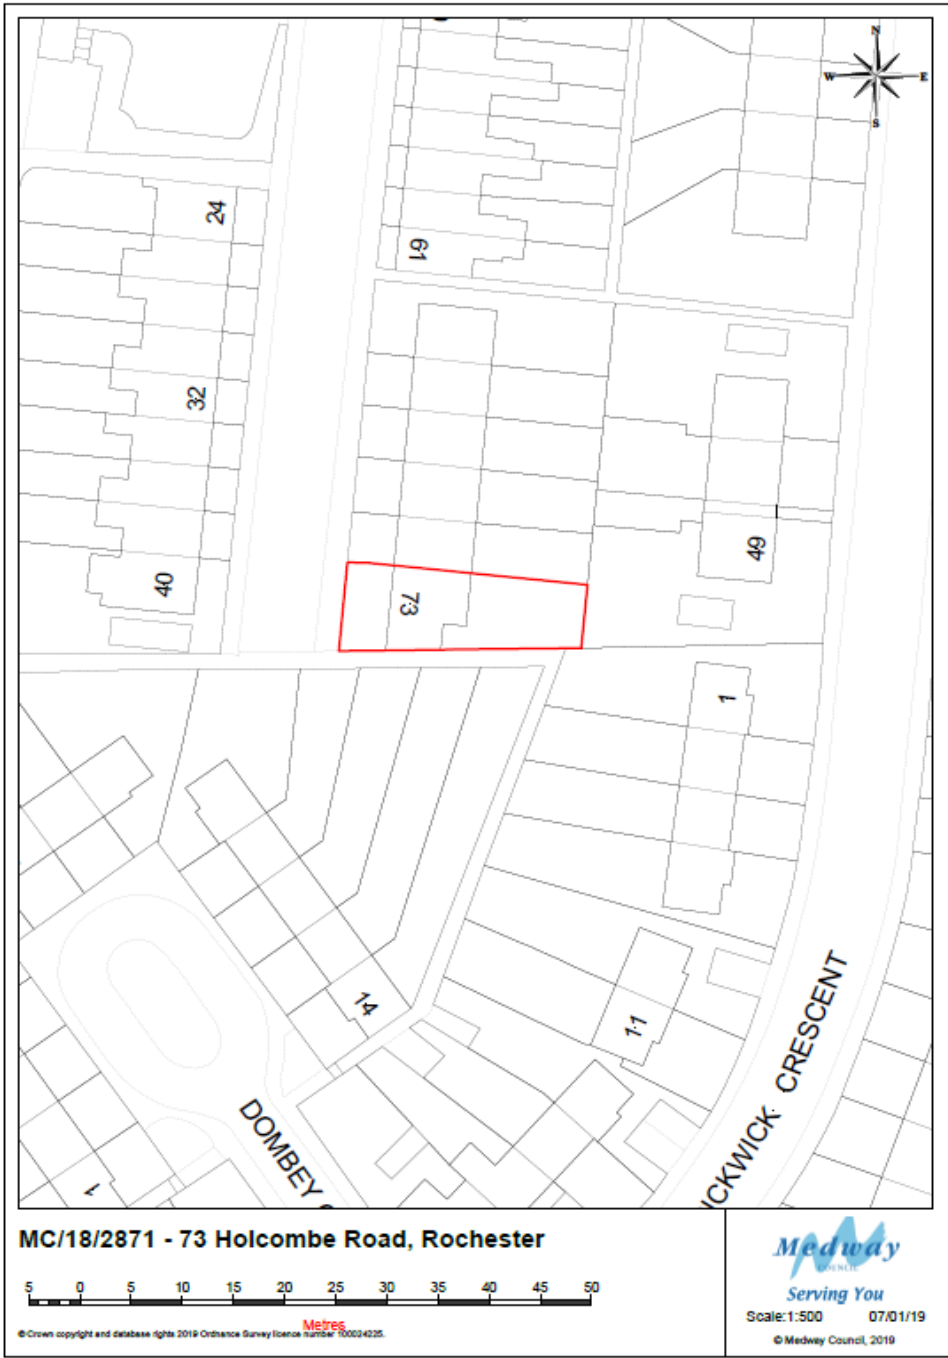 N
W E
S
24
61
32
40
73
49
1
14
11
1
DOMBEY
ICKWICK CRESCENT
MC/18/2871 - 73 Holcombe Road, Rochester
5 0 5 10 15 20 25 30 35 40 45 50
Metres
© Crown copyright and database rights 2019 Ordnance Survey licence number 100024225.
Medway
COUNCIL
Serving You
Scale:1:500 07/01/19
© Medway Council, 2019